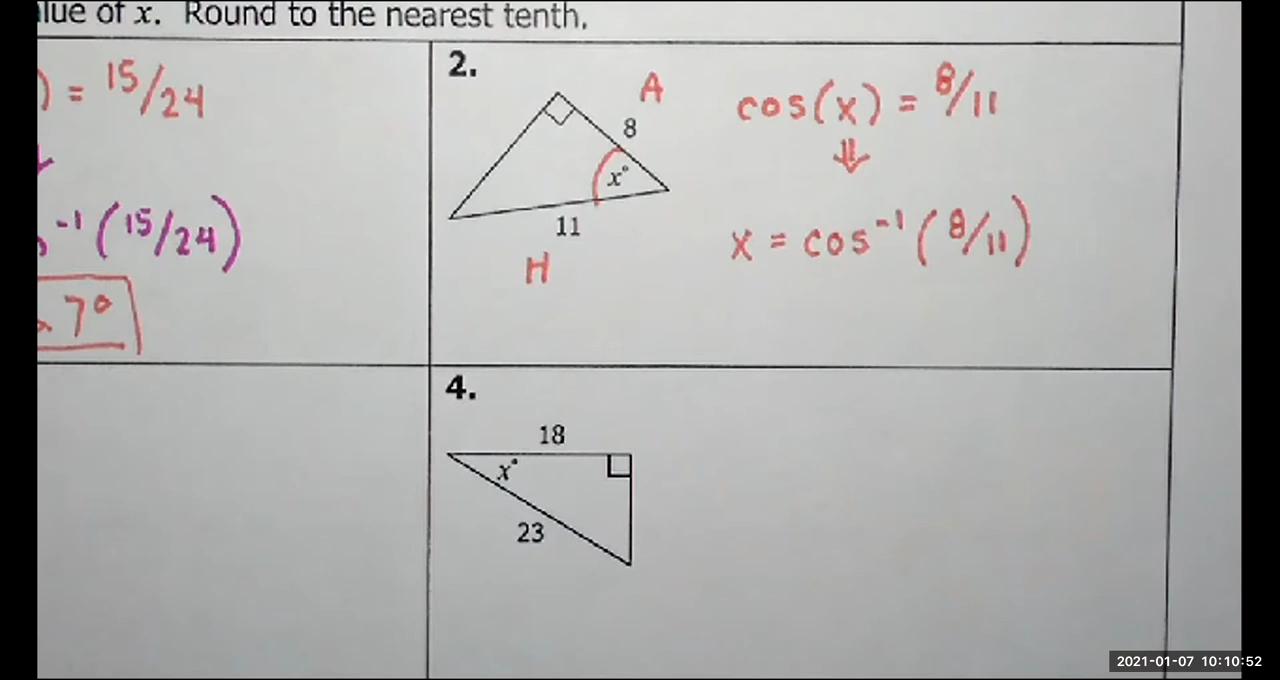 of x. Round to the nearest tenth.
) = 15/24
-1 (15/24)
7°
2.
A
8
x°
11
H
cos(x) = 8/11
⇓
x = cos-1 (8/11)
4.
18
x°
23
2021-01-07 10:10:52